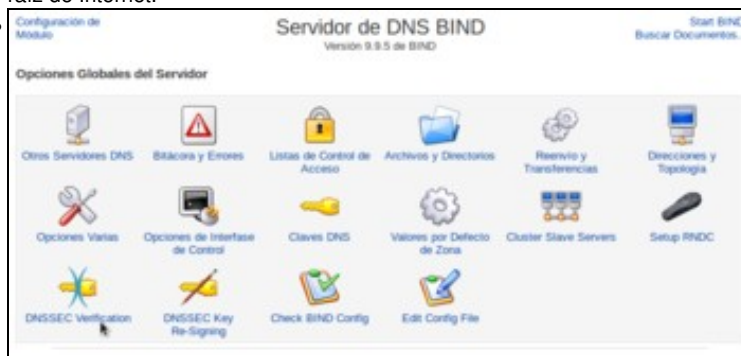 raíz de Internet.
Configuración de
Módulo
Servidor de DNS BIND
Versión 9.9.5 de BIND
Start BIND
Buscar Documentos..
Opciones Globales del Servidor
Otros Servidores DNS
Bitácora y Errores
Listas de Control de
Acceso
Archivos y Directorios
Reenvío y
Transferencias
Direcciones y
Topología
Opciones Varias
Opciones de Interfase
de Control
Claves DNS
Valores por Defecto
de Zona
Cluster Slave Servers
Setup RNDC
DNSSEC Verification
DNSSEC Key
Re-Signing
Check BIND Config
Edit Config File